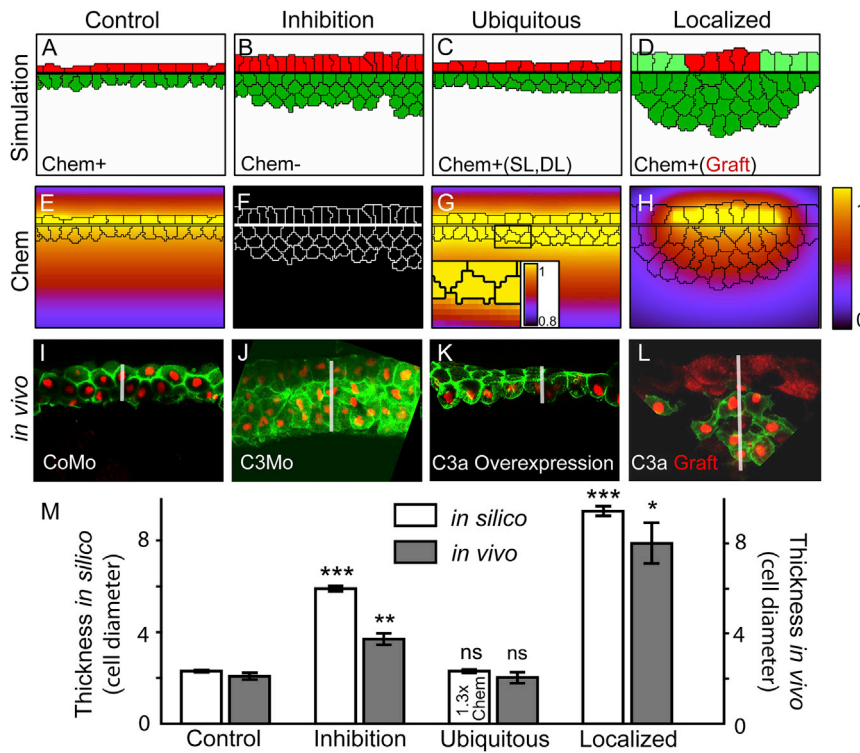 Control Inhibition Ubiquitous Localized
Simulation
A B C D
Chem+ Chem- Chem+(SL,DL) Chem+(Graft)
Chem
E F G H
1
0.8
1
0
in vivo
I J K L
CoMo C3Mo C3a Overexpression C3a Graft
M
in silico
in vivo
Thickness in silico
(cell diameter)
8
4
0
*** ** ns ns *** *
1.3x
Chem
8
4
0
Thickness in vivo
(cell diameter)
Control Inhibition Ubiquitous Localized